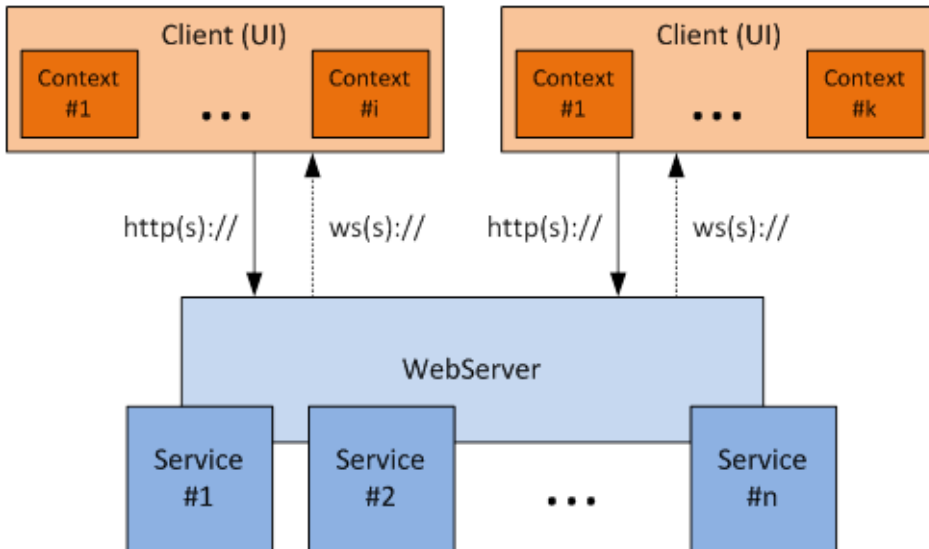 Client (UI)
Context
#1
...
Context
#i
Client (UI)
Context
#1
...
Context
#k
http(s)://
ws(s)://
http(s)://
ws(s)://
WebServer
Service
#1
Service
#2
...
Service
#n